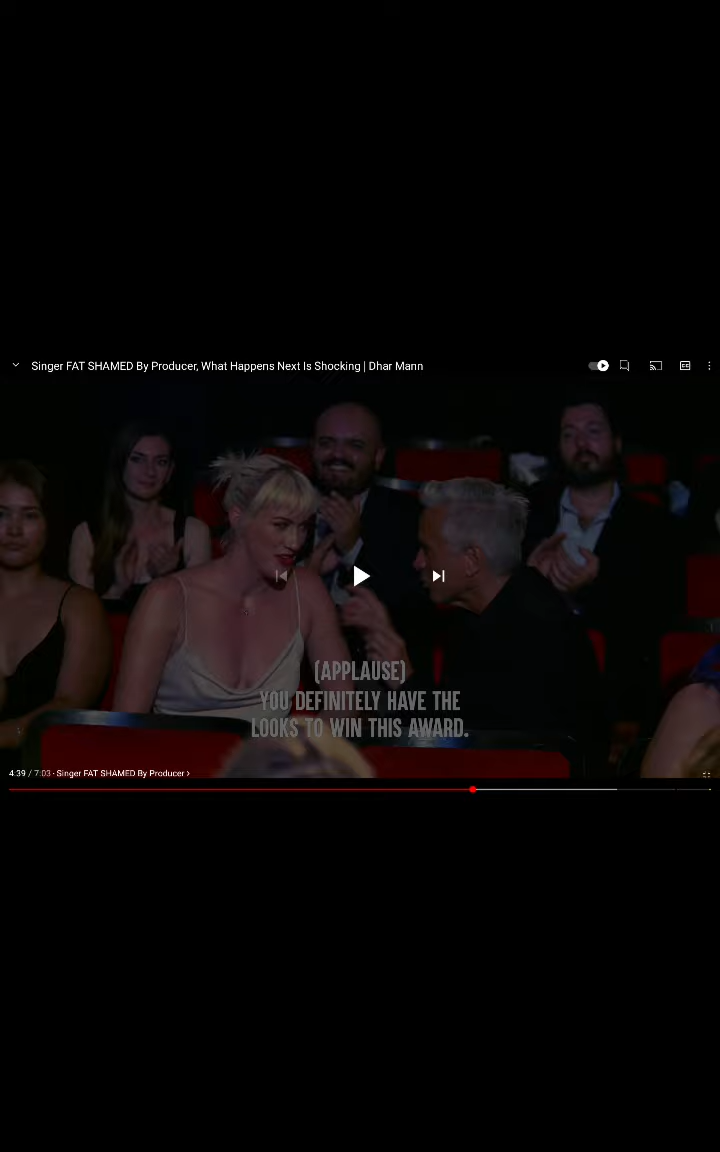 Singer FAT SHAMED By Producer, What Happens Next Is Shocking | Dhar Mann
CC
(APPLAUSE)
YOU DEFINITELY HAVE THE
LOOKS TO WIN THIS AWARD.
4:39 / 7:03 · Singer FAT SHAMED By Producer >